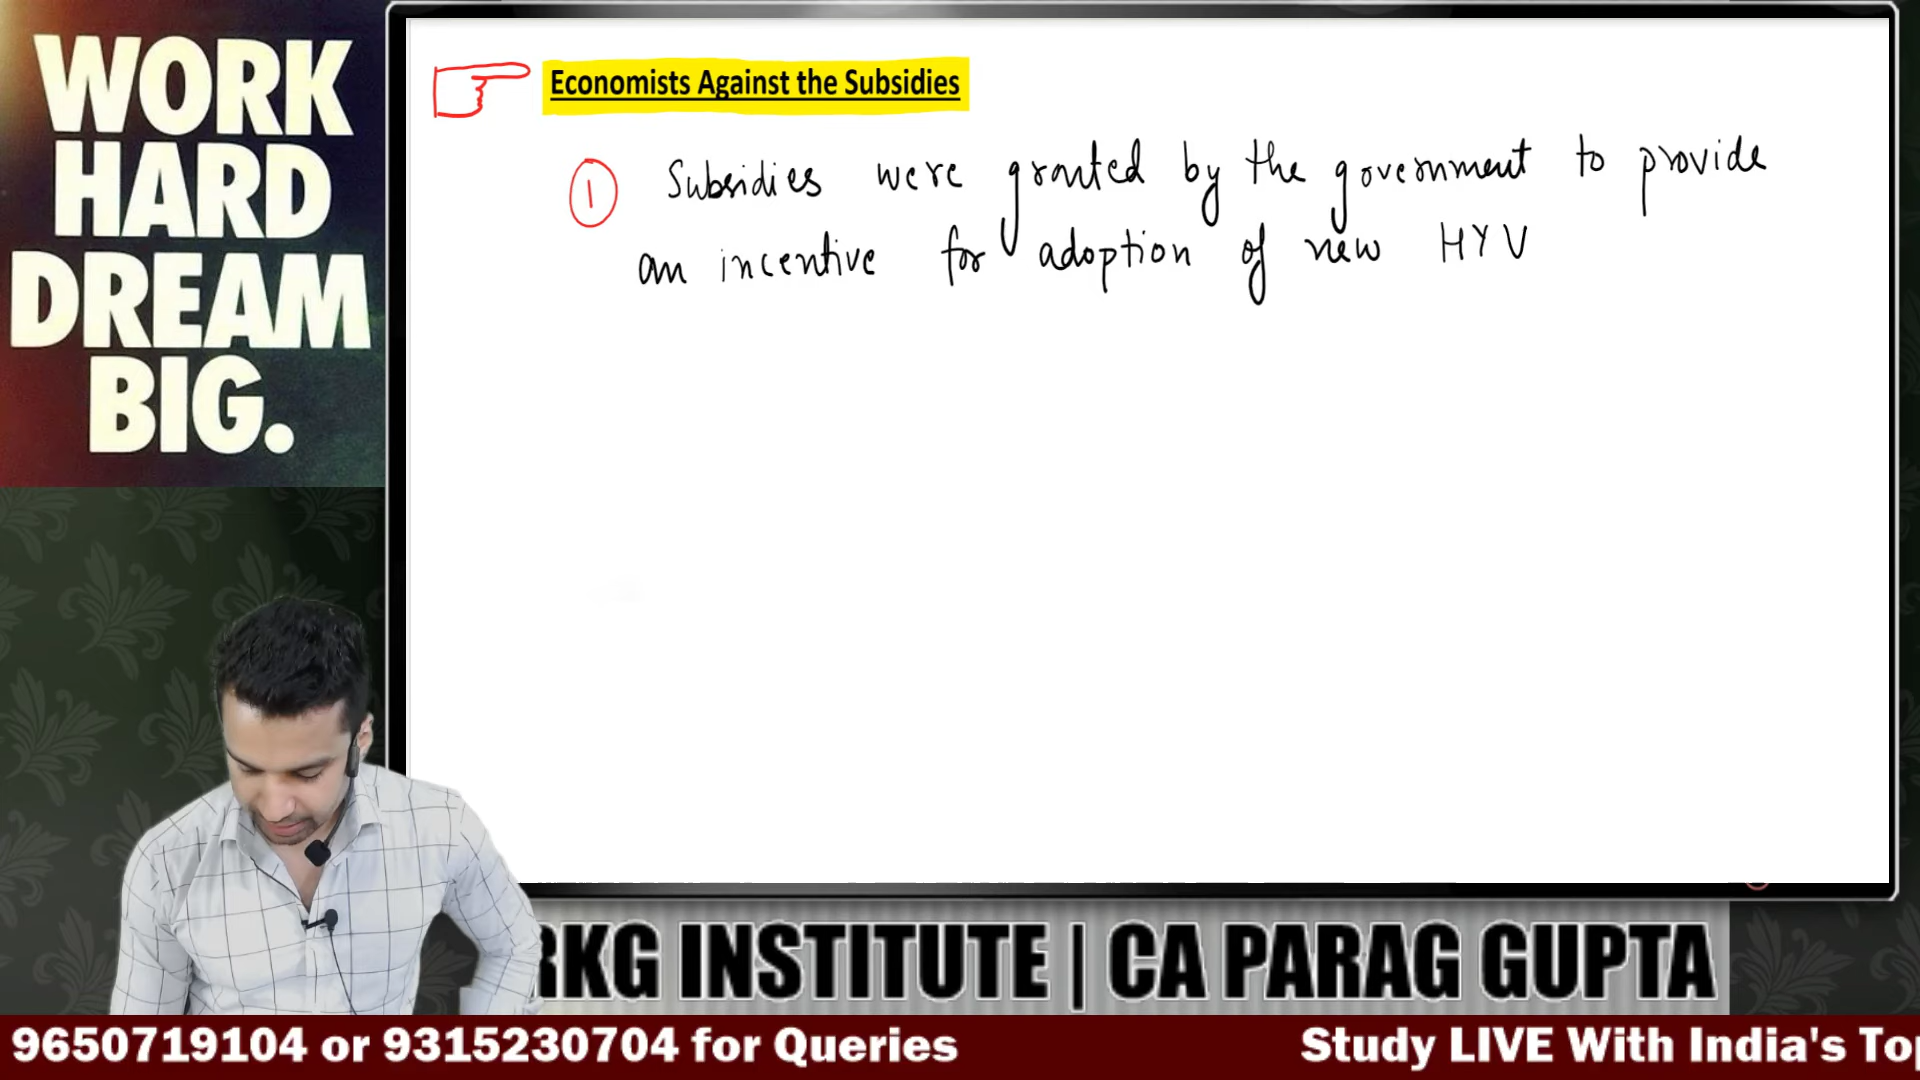 WORK
HARD
DREAM
BIG.
Economists Against the Subsidies
1 Subsidies were granted by the government to provide
an incentive for adoption of new HYV
RKG INSTITUTE | CA PARAG GUPTA
9650719104 or 9315230704 for Queries
Study LIVE With India's Top